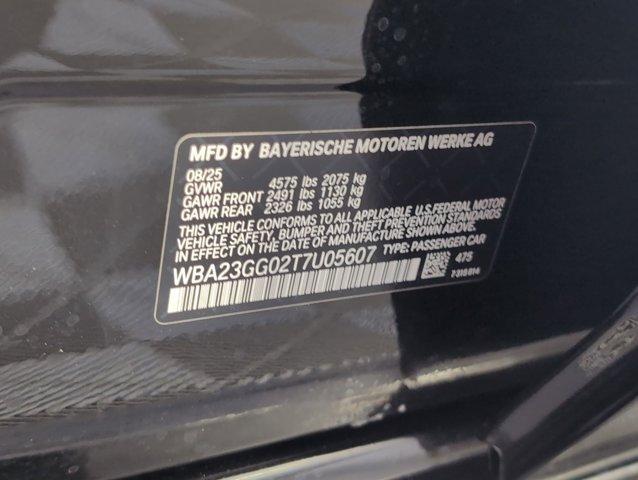 MFD BY BAYERISCHE MOTOREN WERKE AG
08/25
GVWR 4575 lbs 2075 kg
GAWR FRONT 2491 lbs 1130 kg
GAWR REAR 2326 lbs 1055 kg
THIS VEHICLE CONFORMS TO ALL APPLICABLE U.S.FEDERAL MOTOR
VEHICLE SAFETY, BUMPER AND THEFT PREVENTION STANDARDS
IN EFFECT ON THE DATE OF MANUFACTURE SHOWN ABOVE.
WBA23GG02T7U05607 TYPE: PASSENGER CAR
475
7318814